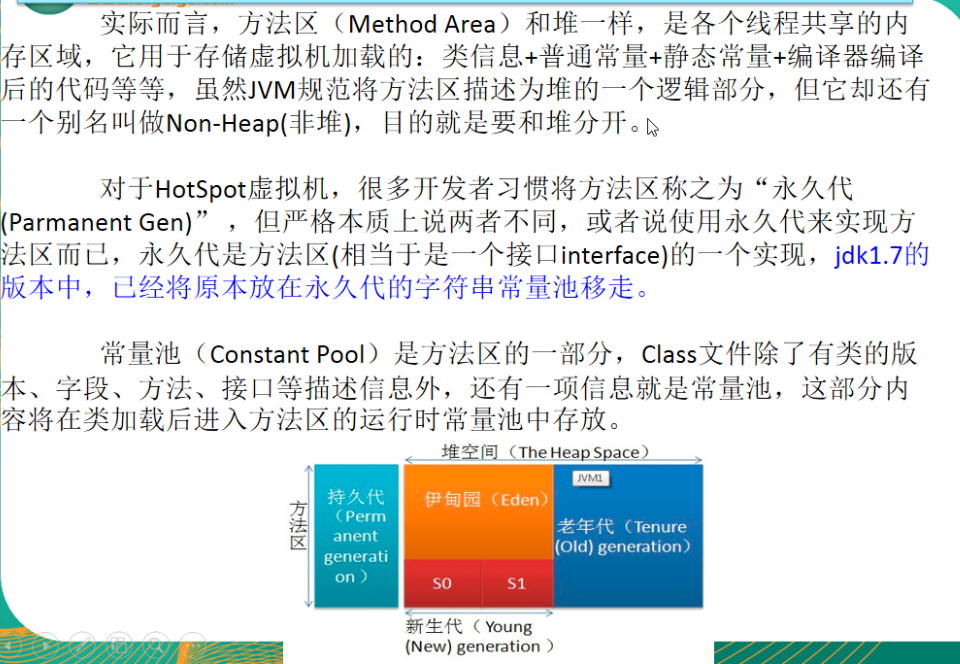 实际而言，方法区（Method Area）和堆一样，是各个线程共享的内
存区域，它用于存储虚拟机加载的：类信息+普通常量+静态常量+编译器编译
后的代码等等，虽然JVM规范将方法区描述为堆的一个逻辑部分，但它却还有
一个别名叫做Non-Heap(非堆)，目的就是要和堆分开。
对于HotSpot虚拟机，很多开发者习惯将方法区称之为“永久代
(Parmanent Gen)” ，但严格本质上说两者不同，或者说使用永久代来实现方
法区而已，永久代是方法区(相当于是一个接口interface)的一个实现，jdk1.7的
版本中，已经将原本放在永久代的字符串常量池移走。
常量池（Constant Pool）是方法区的一部分，Class文件除了有类的版
本、字段、方法、接口等描述信息外，还有一项信息就是常量池，这部分内
容将在类加载后进入方法区的运行时常量池中存放。
堆空间（The Heap Space）
方法区
持久代
（Perm
anent
generati
on ）
伊甸园（Eden）
S0
S1
JVM1
老年代（Tenure
(Old) generation）
新生代（ Young
(New) generation ）